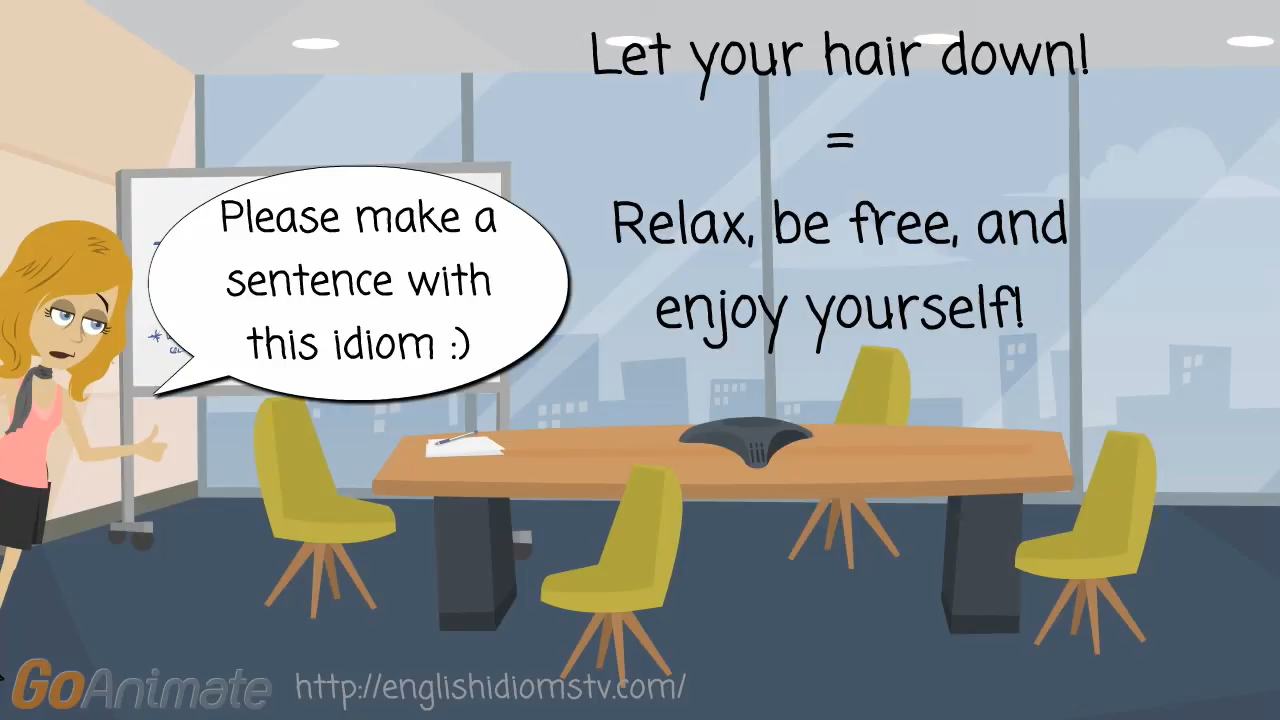 Let your hair down!
=
Relax, be free, and
enjoy yourself!
Please make a
sentence with
this idiom :)
GoAnimate
http://englishidiomstv.com/